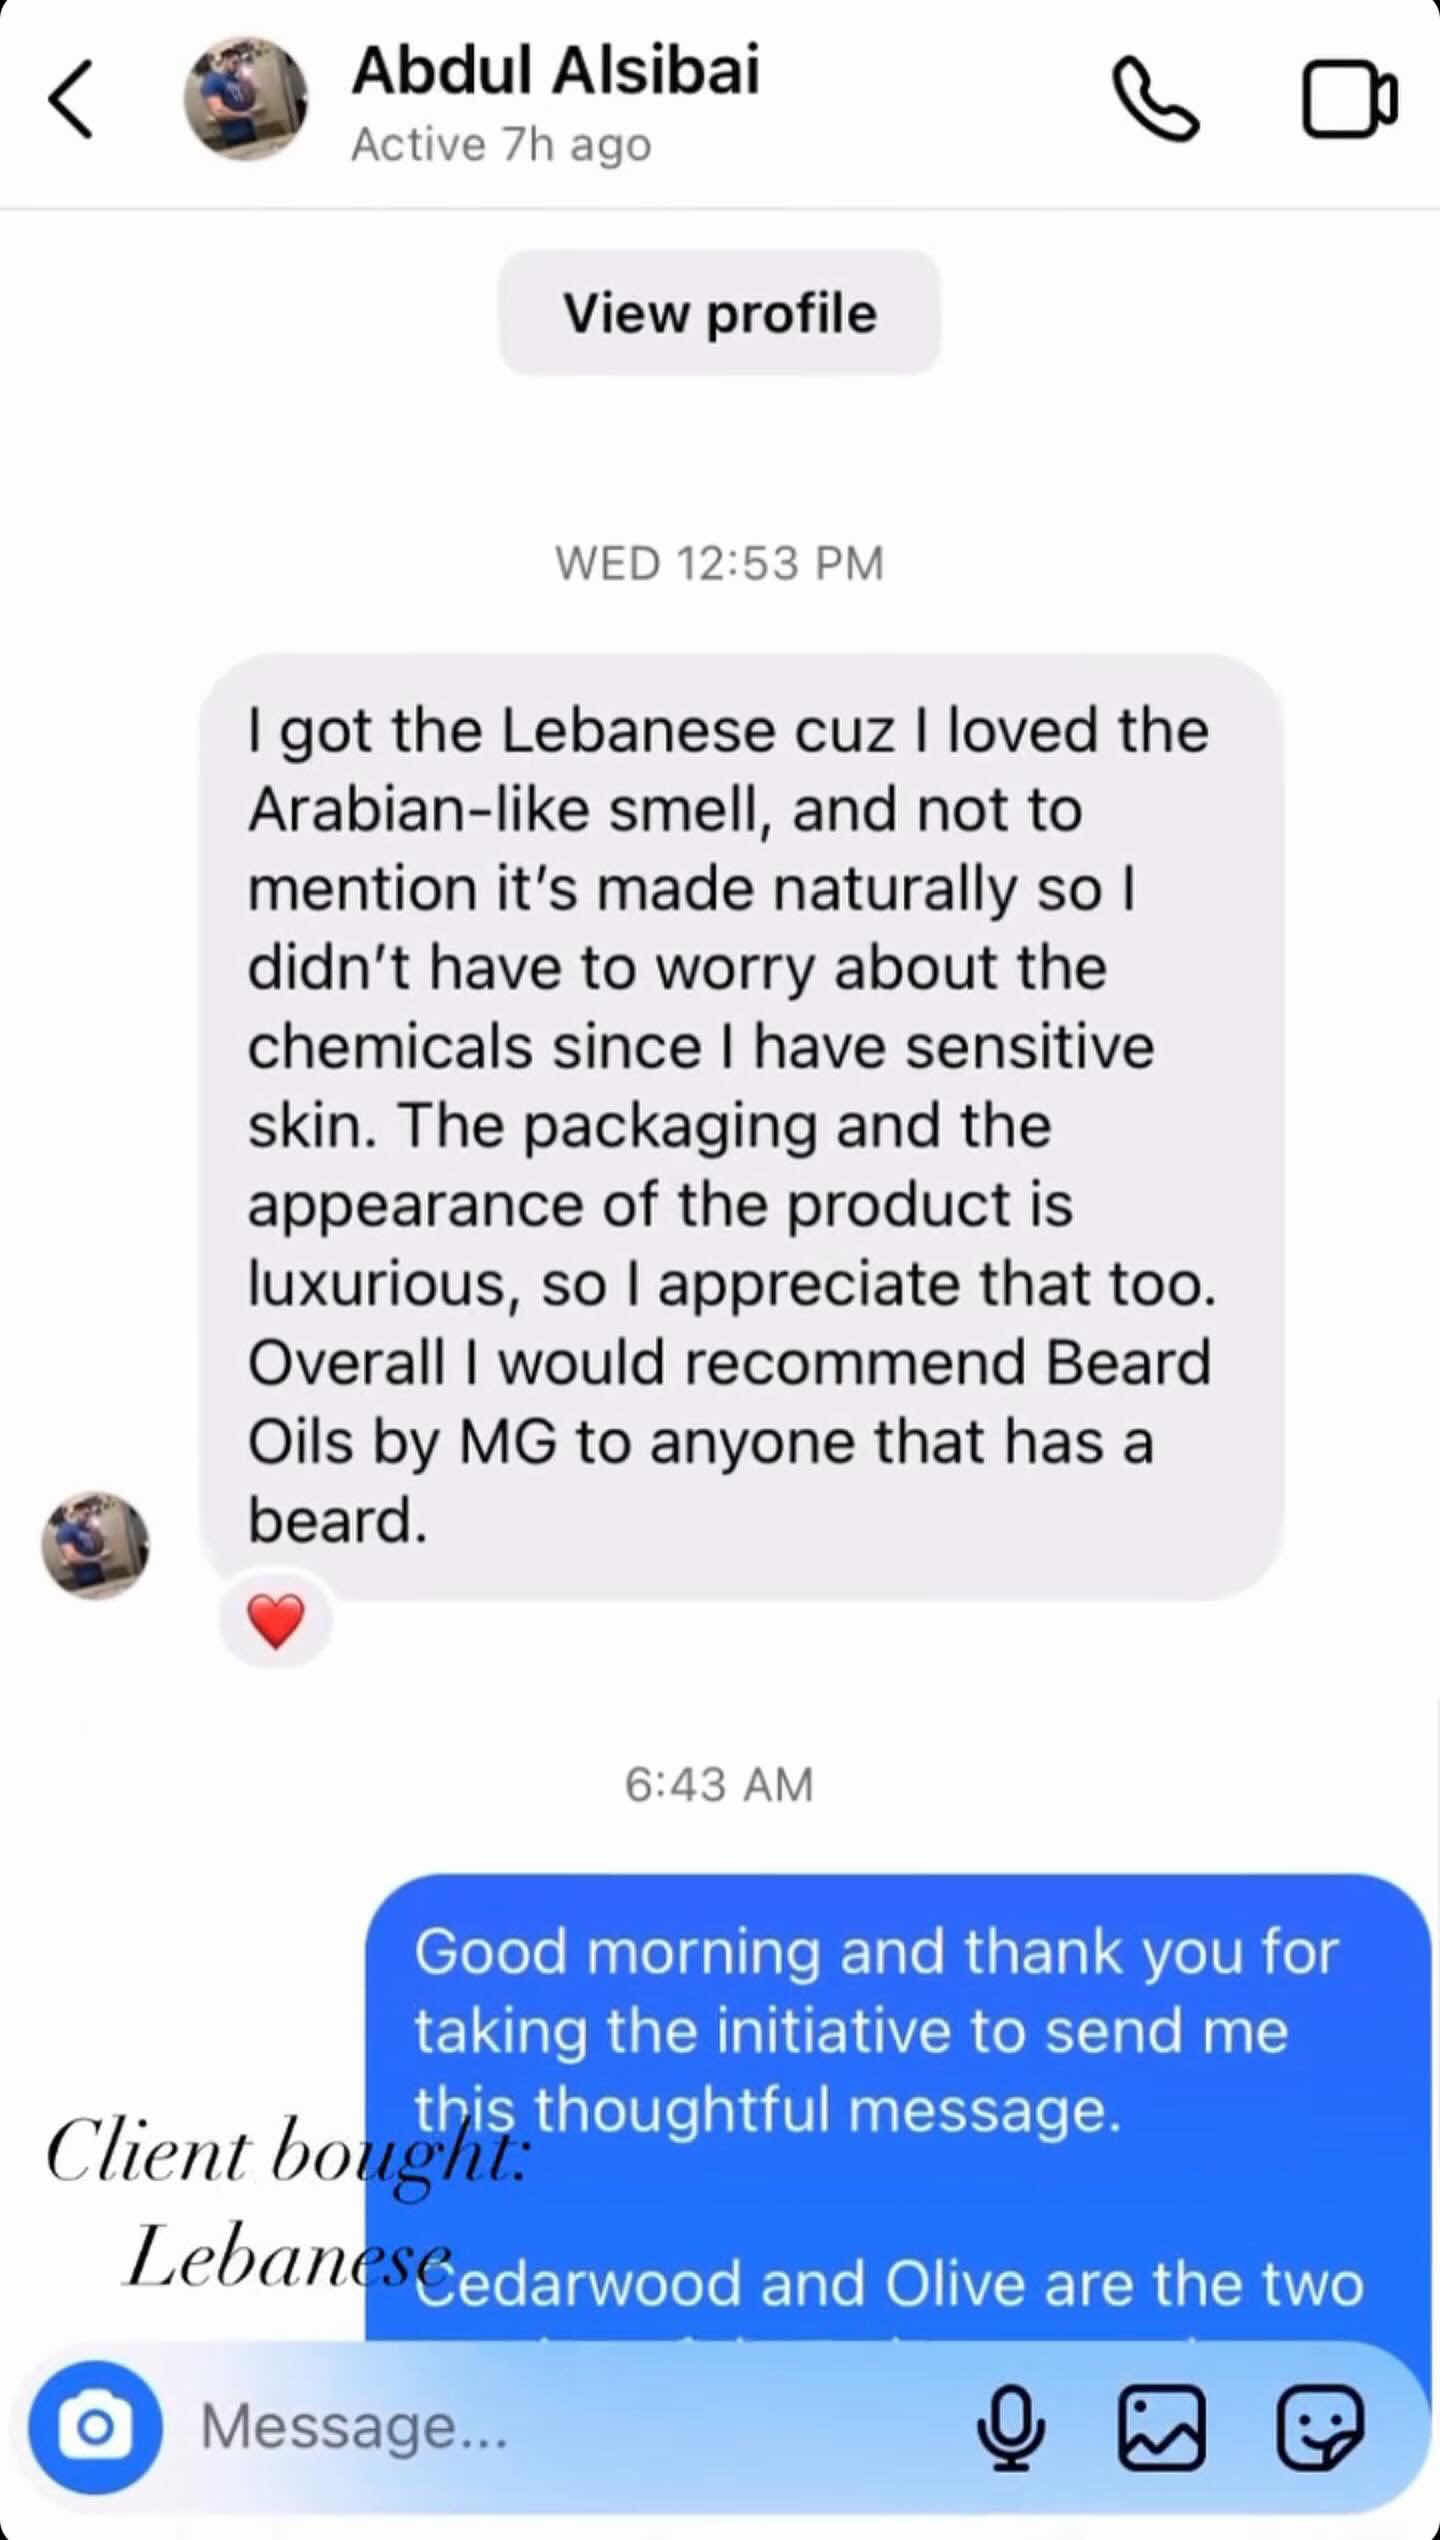 Abdul Alsibai
Active 7h ago
View profile
WED 12:53 PM
I got the Lebanese cuz I loved the
Arabian-like smell, and not to
mention it's made naturally so I
didn't have to worry about the
chemicals since I have sensitive
skin. The packaging and the
appearance of the product is
luxurious, so I appreciate that too.
Overall I would recommend Beard
Oils by MG to anyone that has a
beard.
❤️
6:43 AM
Good morning and thank you for
taking the initiative to send me
this thoughtful message.
Client bought:
Lebanese
Cedarwood and Olive are the two
Message...